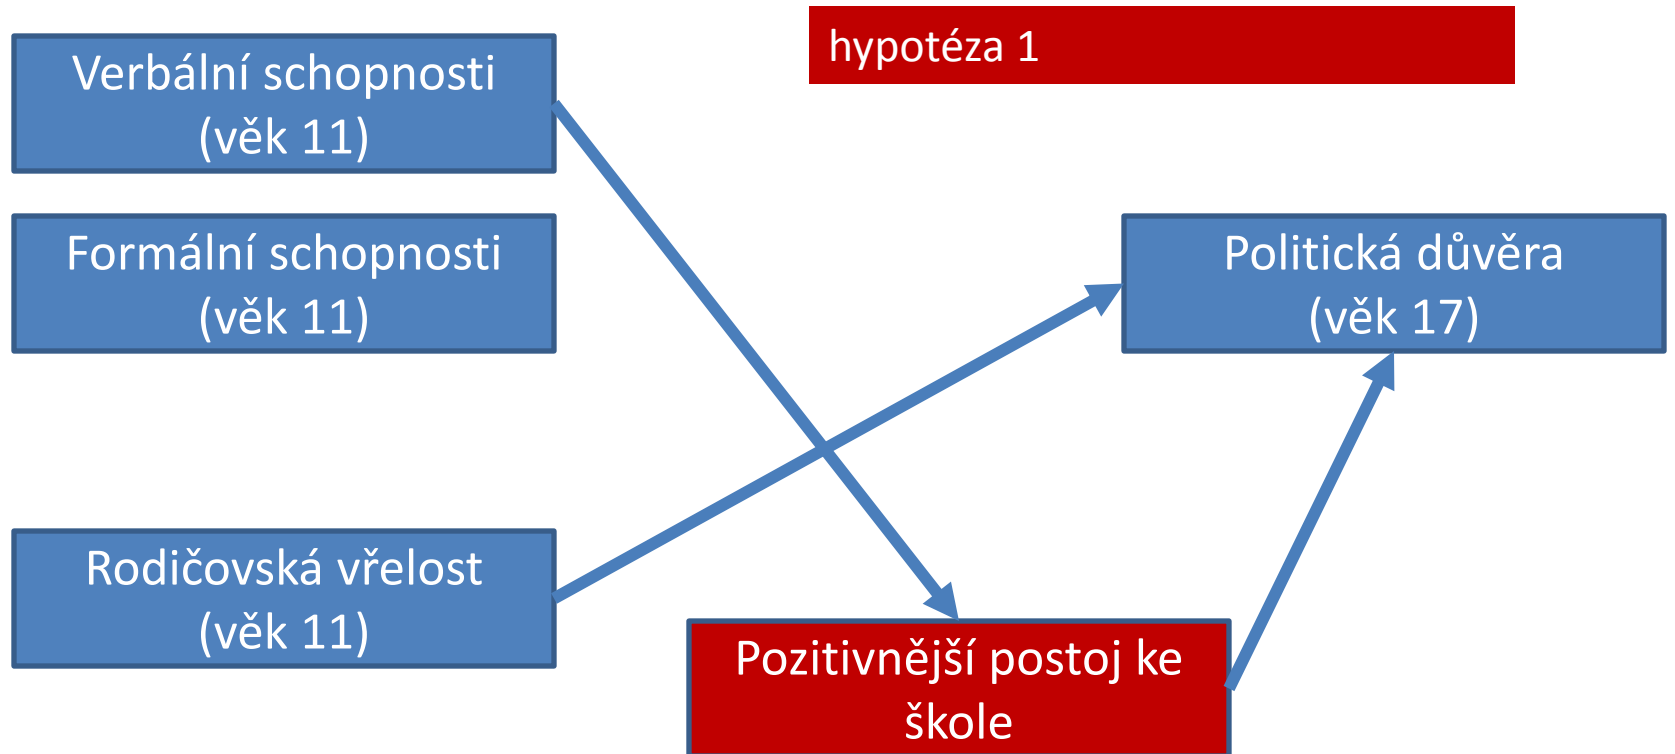 hypotéza 1
Verbální schopnosti
(věk 11)
Formální schopnosti
(věk 11)
Politická důvěra
(věk 17)
Rodičovská vřelost
(věk 11)
Pozitivnější postoj ke
škole